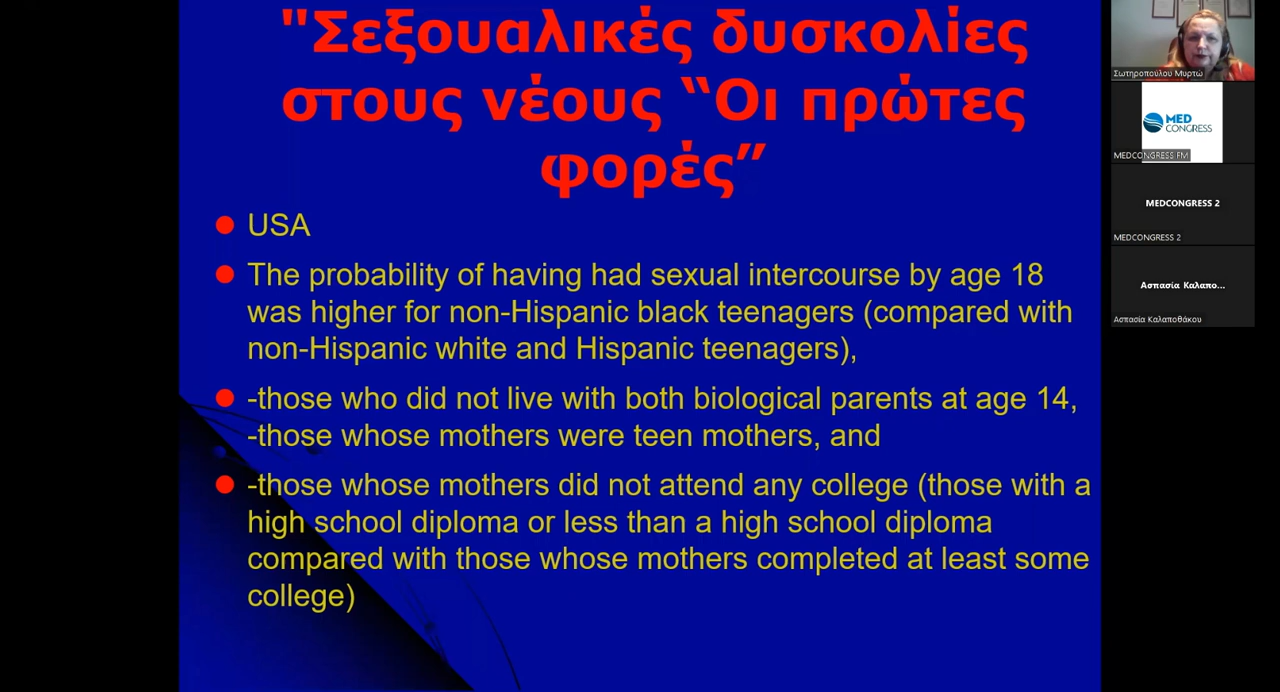 "Σεξουαλικές δυσκολίες
στους νέους “Οι πρώτες
φορές”
USA
The probability of having had sexual intercourse by age 18
was higher for non-Hispanic black teenagers (compared with
non-Hispanic white and Hispanic teenagers),
-those who did not live with both biological parents at age 14,
-those whose mothers were teen mothers, and
-those whose mothers did not attend any college (those with a
high school diploma or less than a high school diploma
compared with those whose mothers completed at least some
college)
Σωτηροπούλου Μυρτώ
MED
CONGRESS
MEDCONGRESS FM
MEDCONGRESS 2
MEDCONGRESS 2
Ασπασία Καλαπο...
Ασπασία Καλαποθάκου